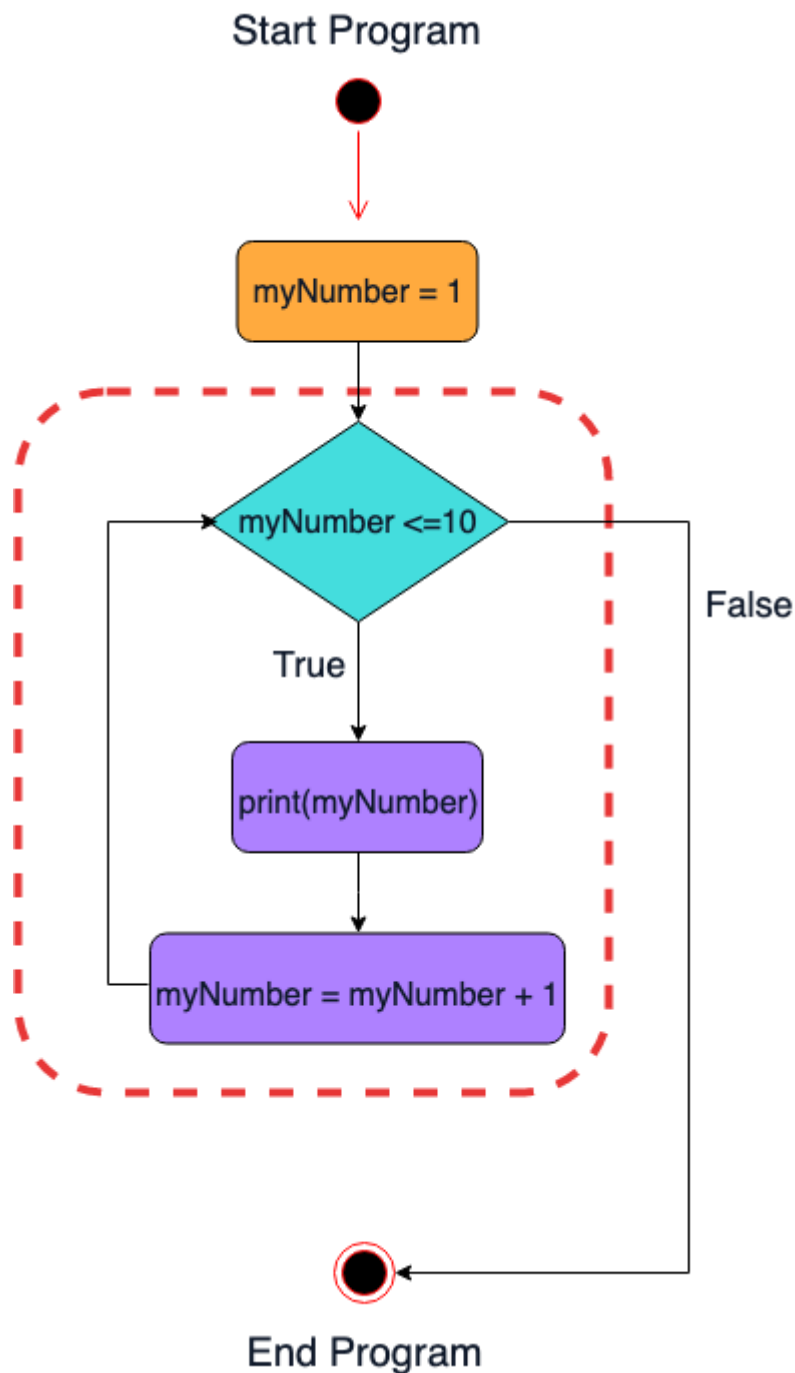 Start Program
myNumber = 1
myNumber <=10
False
True
print(myNumber)
myNumber = myNumber + 1
End Program